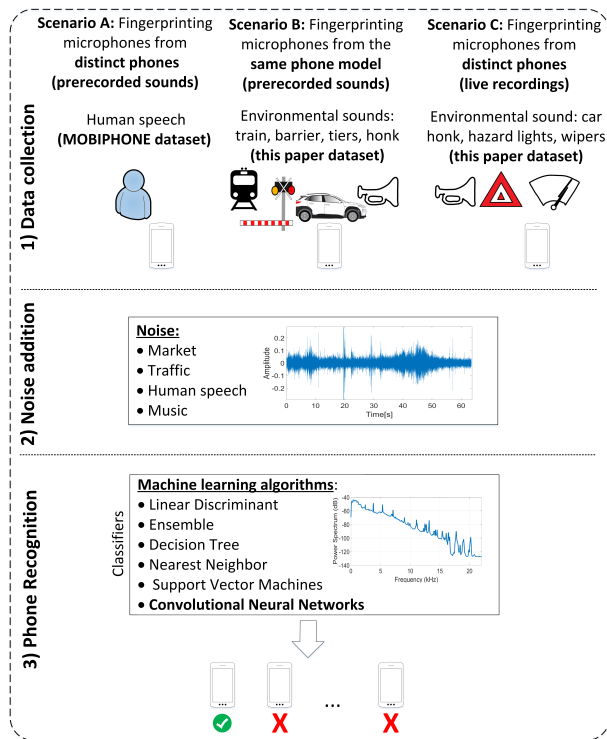 Scenario A: Fingerprinting
microphones from
distinct phones
(prerecorded sounds)
Human speech
(MOBIPHONE dataset)
Scenario B: Fingerprinting
microphones from the
same phone model
(prerecorded sounds)
Environmental sounds:
train, barrier, tiers, honk
(this paper dataset)
Scenario C: Fingerprinting
microphones from
distinct phones
(live recordings)
Environmental sound: car
honk, hazard lights, wipers
(this paper dataset)
1) Data collection
2) Noise addition
Noise:
● Market
● Traffic
● Human speech
● Music
Amplitude
0.2
0.1
0
-0.1
-0.2
0 10 20 30 40 50 60
Time[s]
3) Phone Recognition
Classifiers
Machine learning algorithms:
● Linear Discriminant
● Ensemble
● Decision Tree
● Nearest Neighbor
● Support Vector Machines
● Convolutional Neural Networks
Power Spectrum (dB)
-40
-60
-80
-100
-120
-140
0 5 10 15 20
Frequency (kHz)
...
X
X